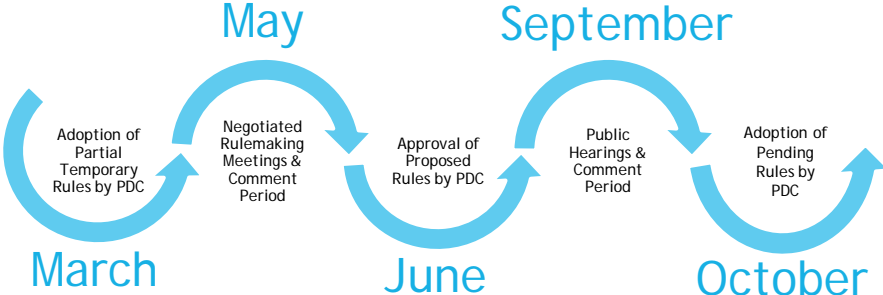 May
September
Adoption of
Partial
Temporary
Rules by PDC
Negotiated
Rulemaking
Meetings &
Comment
Period
Approval of
Proposed
Rules by PDC
Public
Hearings &
Comment
Period
Adoption of
Pending
Rules by
PDC
March
June
October